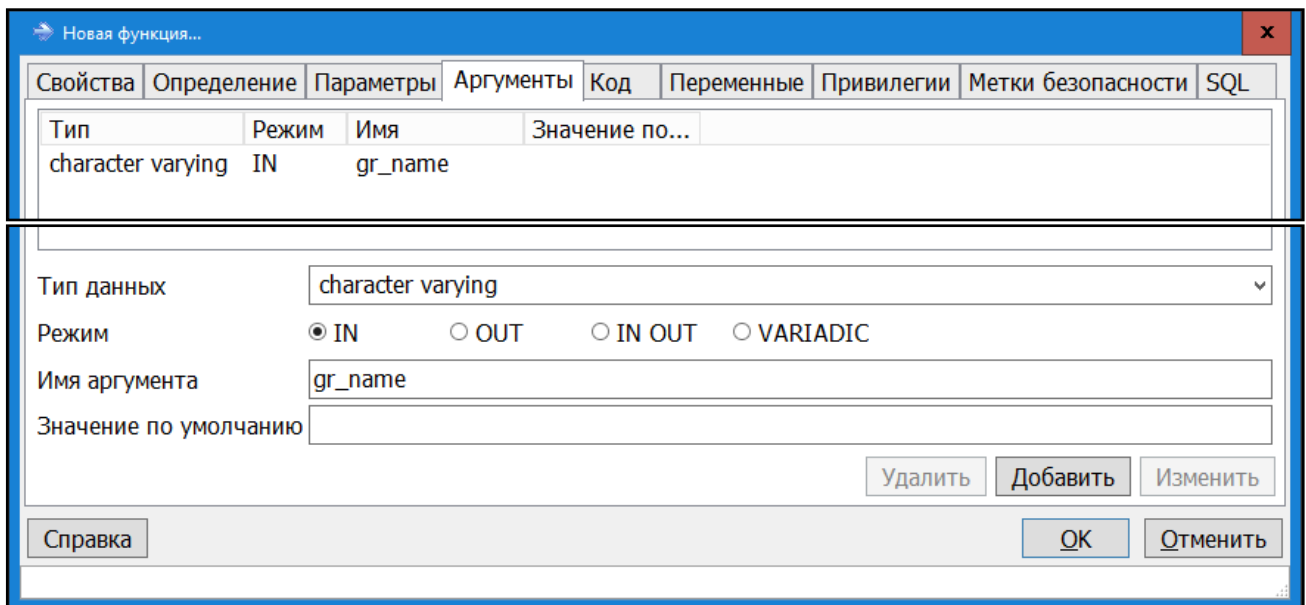 Новая функция...
x
Свойства Определение Параметры Аргументы Код Переменные Привилегии Метки безопасности SQL
Тип Режим Имя Значение по...
character varying IN gr_name
Тип данных character varying
Режим IN OUT IN OUT VARIADIC
Имя аргумента gr_name
Значение по умолчанию
Удалить Добавить Изменить
Справка OK Отменить